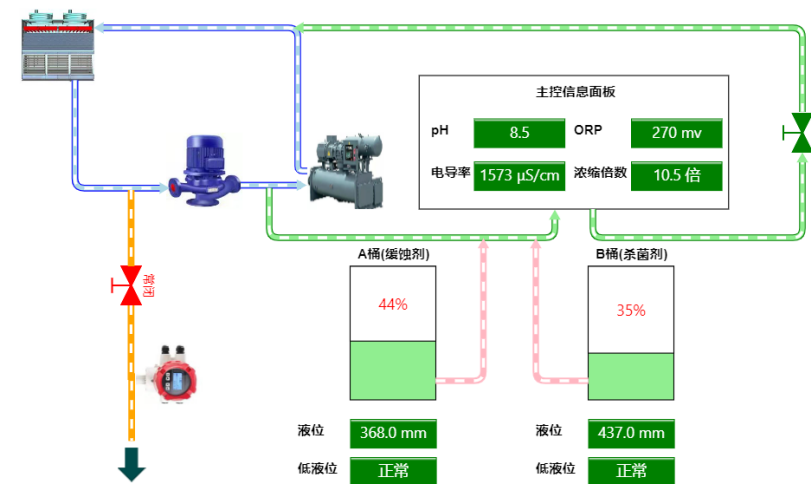 主控信息面板
pH
8.5
ORP
270 mv
电导率
1573 µS/cm
浓缩倍数
10.5 倍
A桶(缓蚀剂)
B桶(杀菌剂)
常闭
44%
35%
液位
368.0 mm
液位
437.0 mm
低液位
正常
低液位
正常